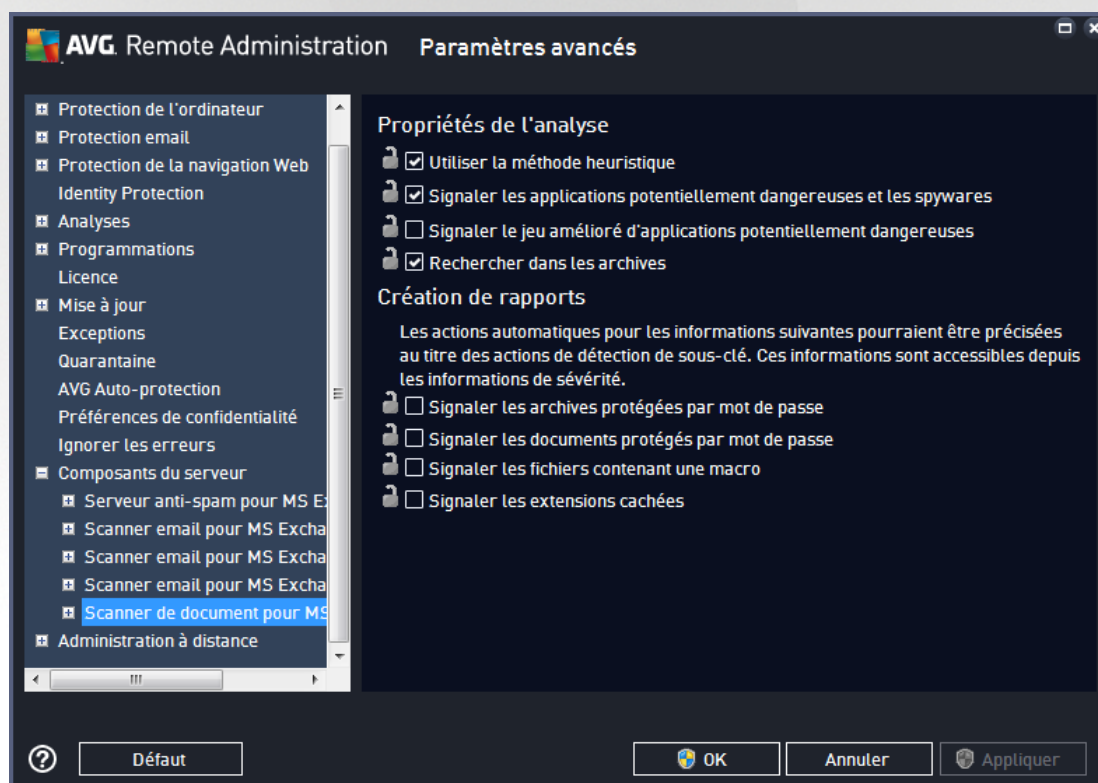 AVG. Remote Administration Paramètres avancés
Protection de l'ordinateur
Protection email
Protection de la navigation Web
Identity Protection
Analyses
Programmations
Licence
Mise à jour
Exceptions
Quarantaine
AVG Auto-protection
Préférences de confidentialité
Ignorer les erreurs
Composants du serveur
Serveur anti-spam pour MS E
Scanner email pour MS Excha
Scanner email pour MS Excha
Scanner email pour MS Excha
Scanner de document pour MS
Administration à distance
Propriétés de l'analyse
Utiliser la méthode heuristique
Signaler les applications potentiellement dangereuses et les spywares
Signaler le jeu amélioré d'applications potentiellement dangereuses
Rechercher dans les archives
Création de rapports
Les actions automatiques pour les informations suivantes pourraient être précisées
au titre des actions de détection de sous-clé. Ces informations sont accessibles depuis
les informations de sévérité.
Signaler les archives protégées par mot de passe
Signaler les documents protégés par mot de passe
Signaler les fichiers contenant une macro
Signaler les extensions cachées
Défaut
OK
Annuler
Appliquer